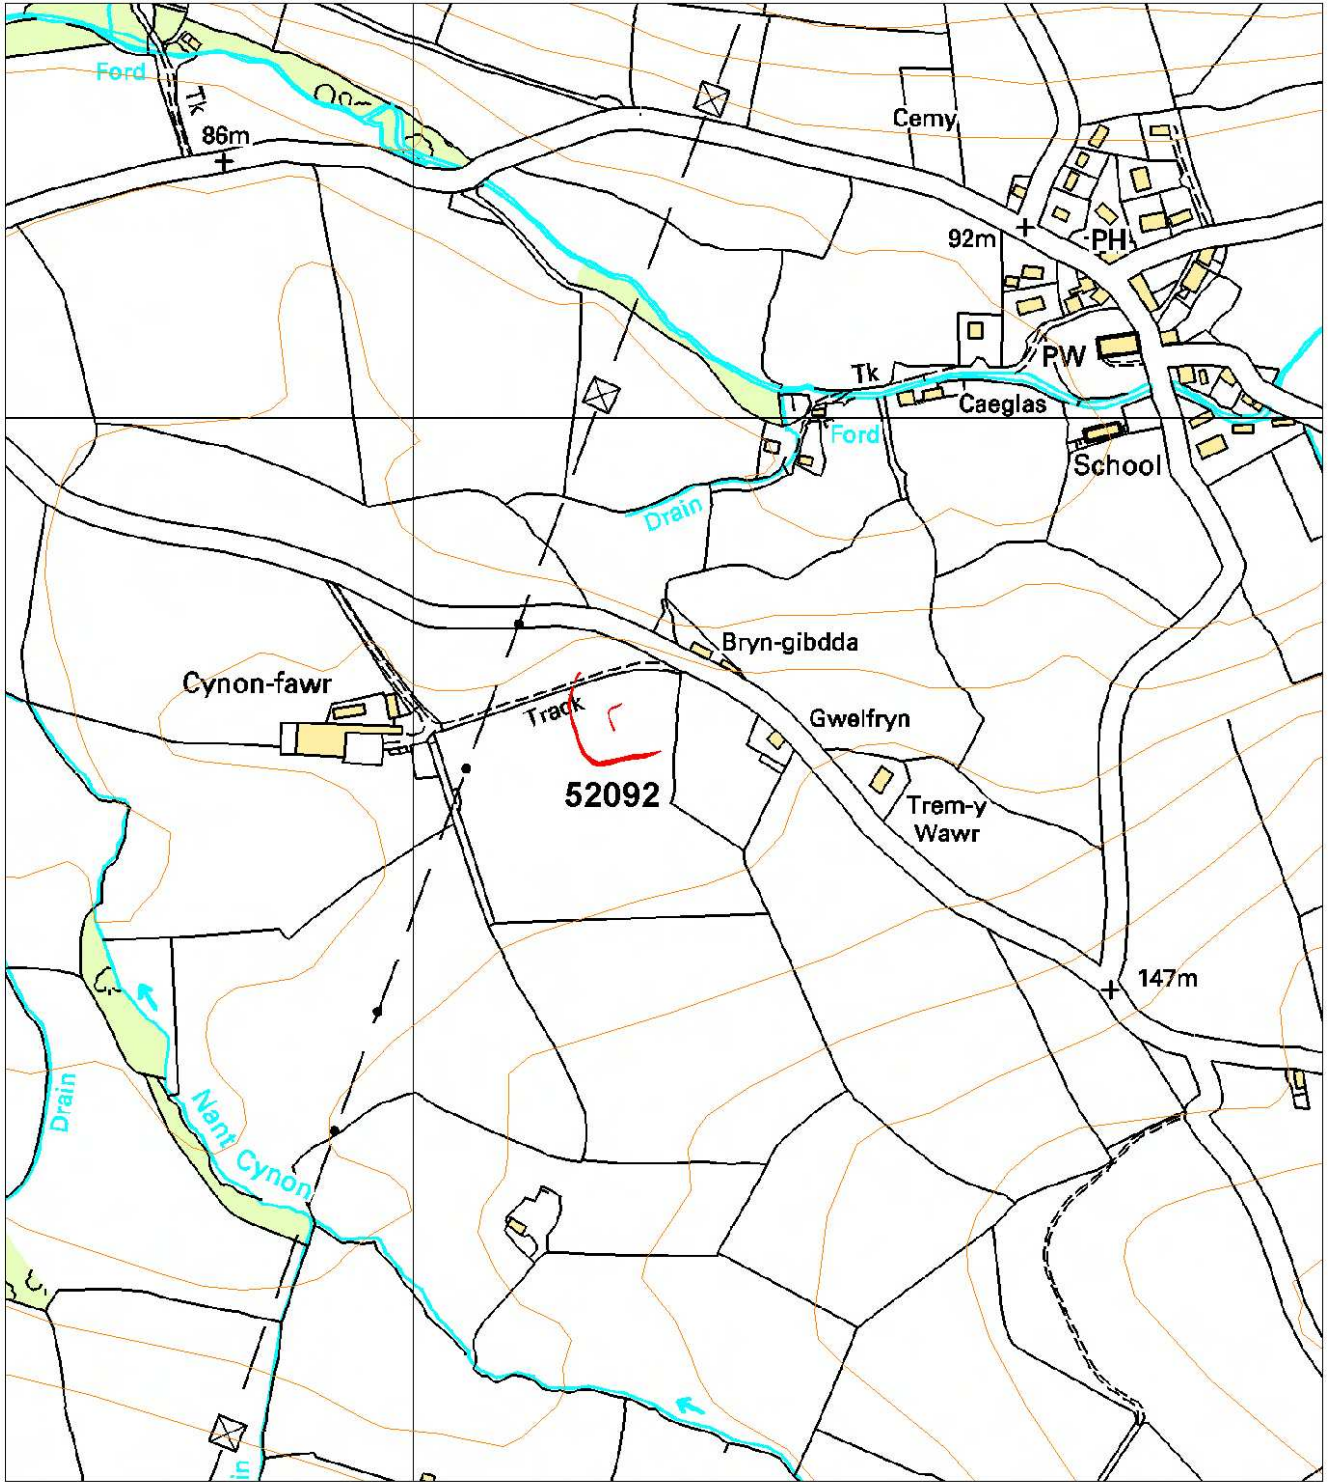 Ford
Tk
86m
Cemy
92m
PH
PW
Tk
Caeglas
Ford
School
Drain
Bryn-gibdda
Cynon-fawr
Track
Gwelfryn
52092
Trem-y
Wawr
147m
Drain
Nant Cynon
in